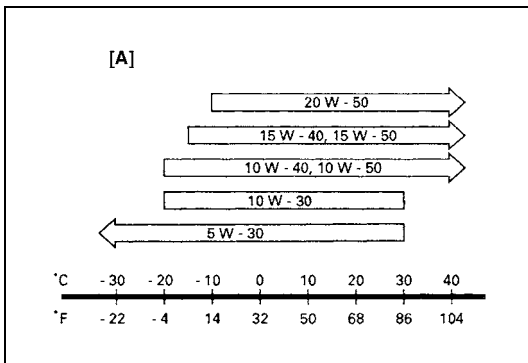 [A]
20 W - 50
15 W - 40, 15 W - 50
10 W - 40, 10 W - 50
10 W - 30
5 W - 30
°C - 30 - 20 - 10 0 10 20 30 40
°F - 22 - 4 14 32 50 68 86 104